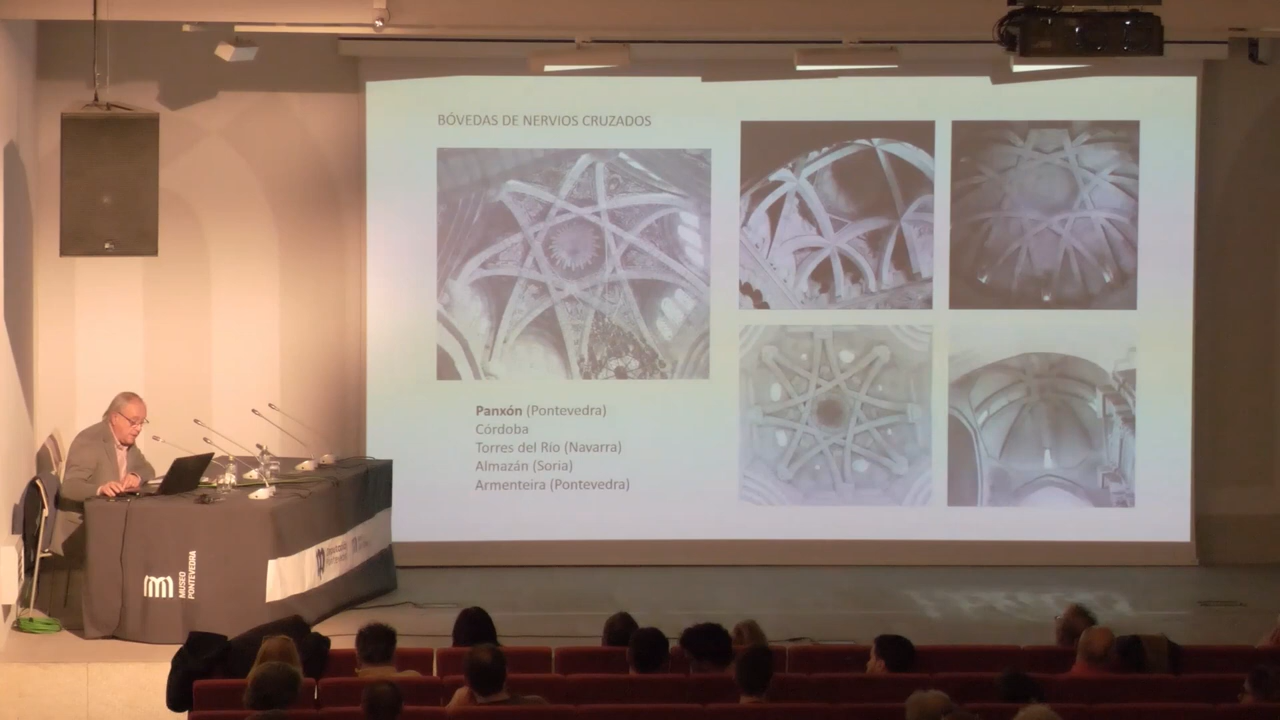 BÓVEDAS DE NERVIOS CRUZADOS
Panxón (Pontevedra)
Córdoba
Torres del Río (Navarra)
Almazán (Soria)
Armenteira (Pontevedra)
MUSEO
PONTEVEDRA